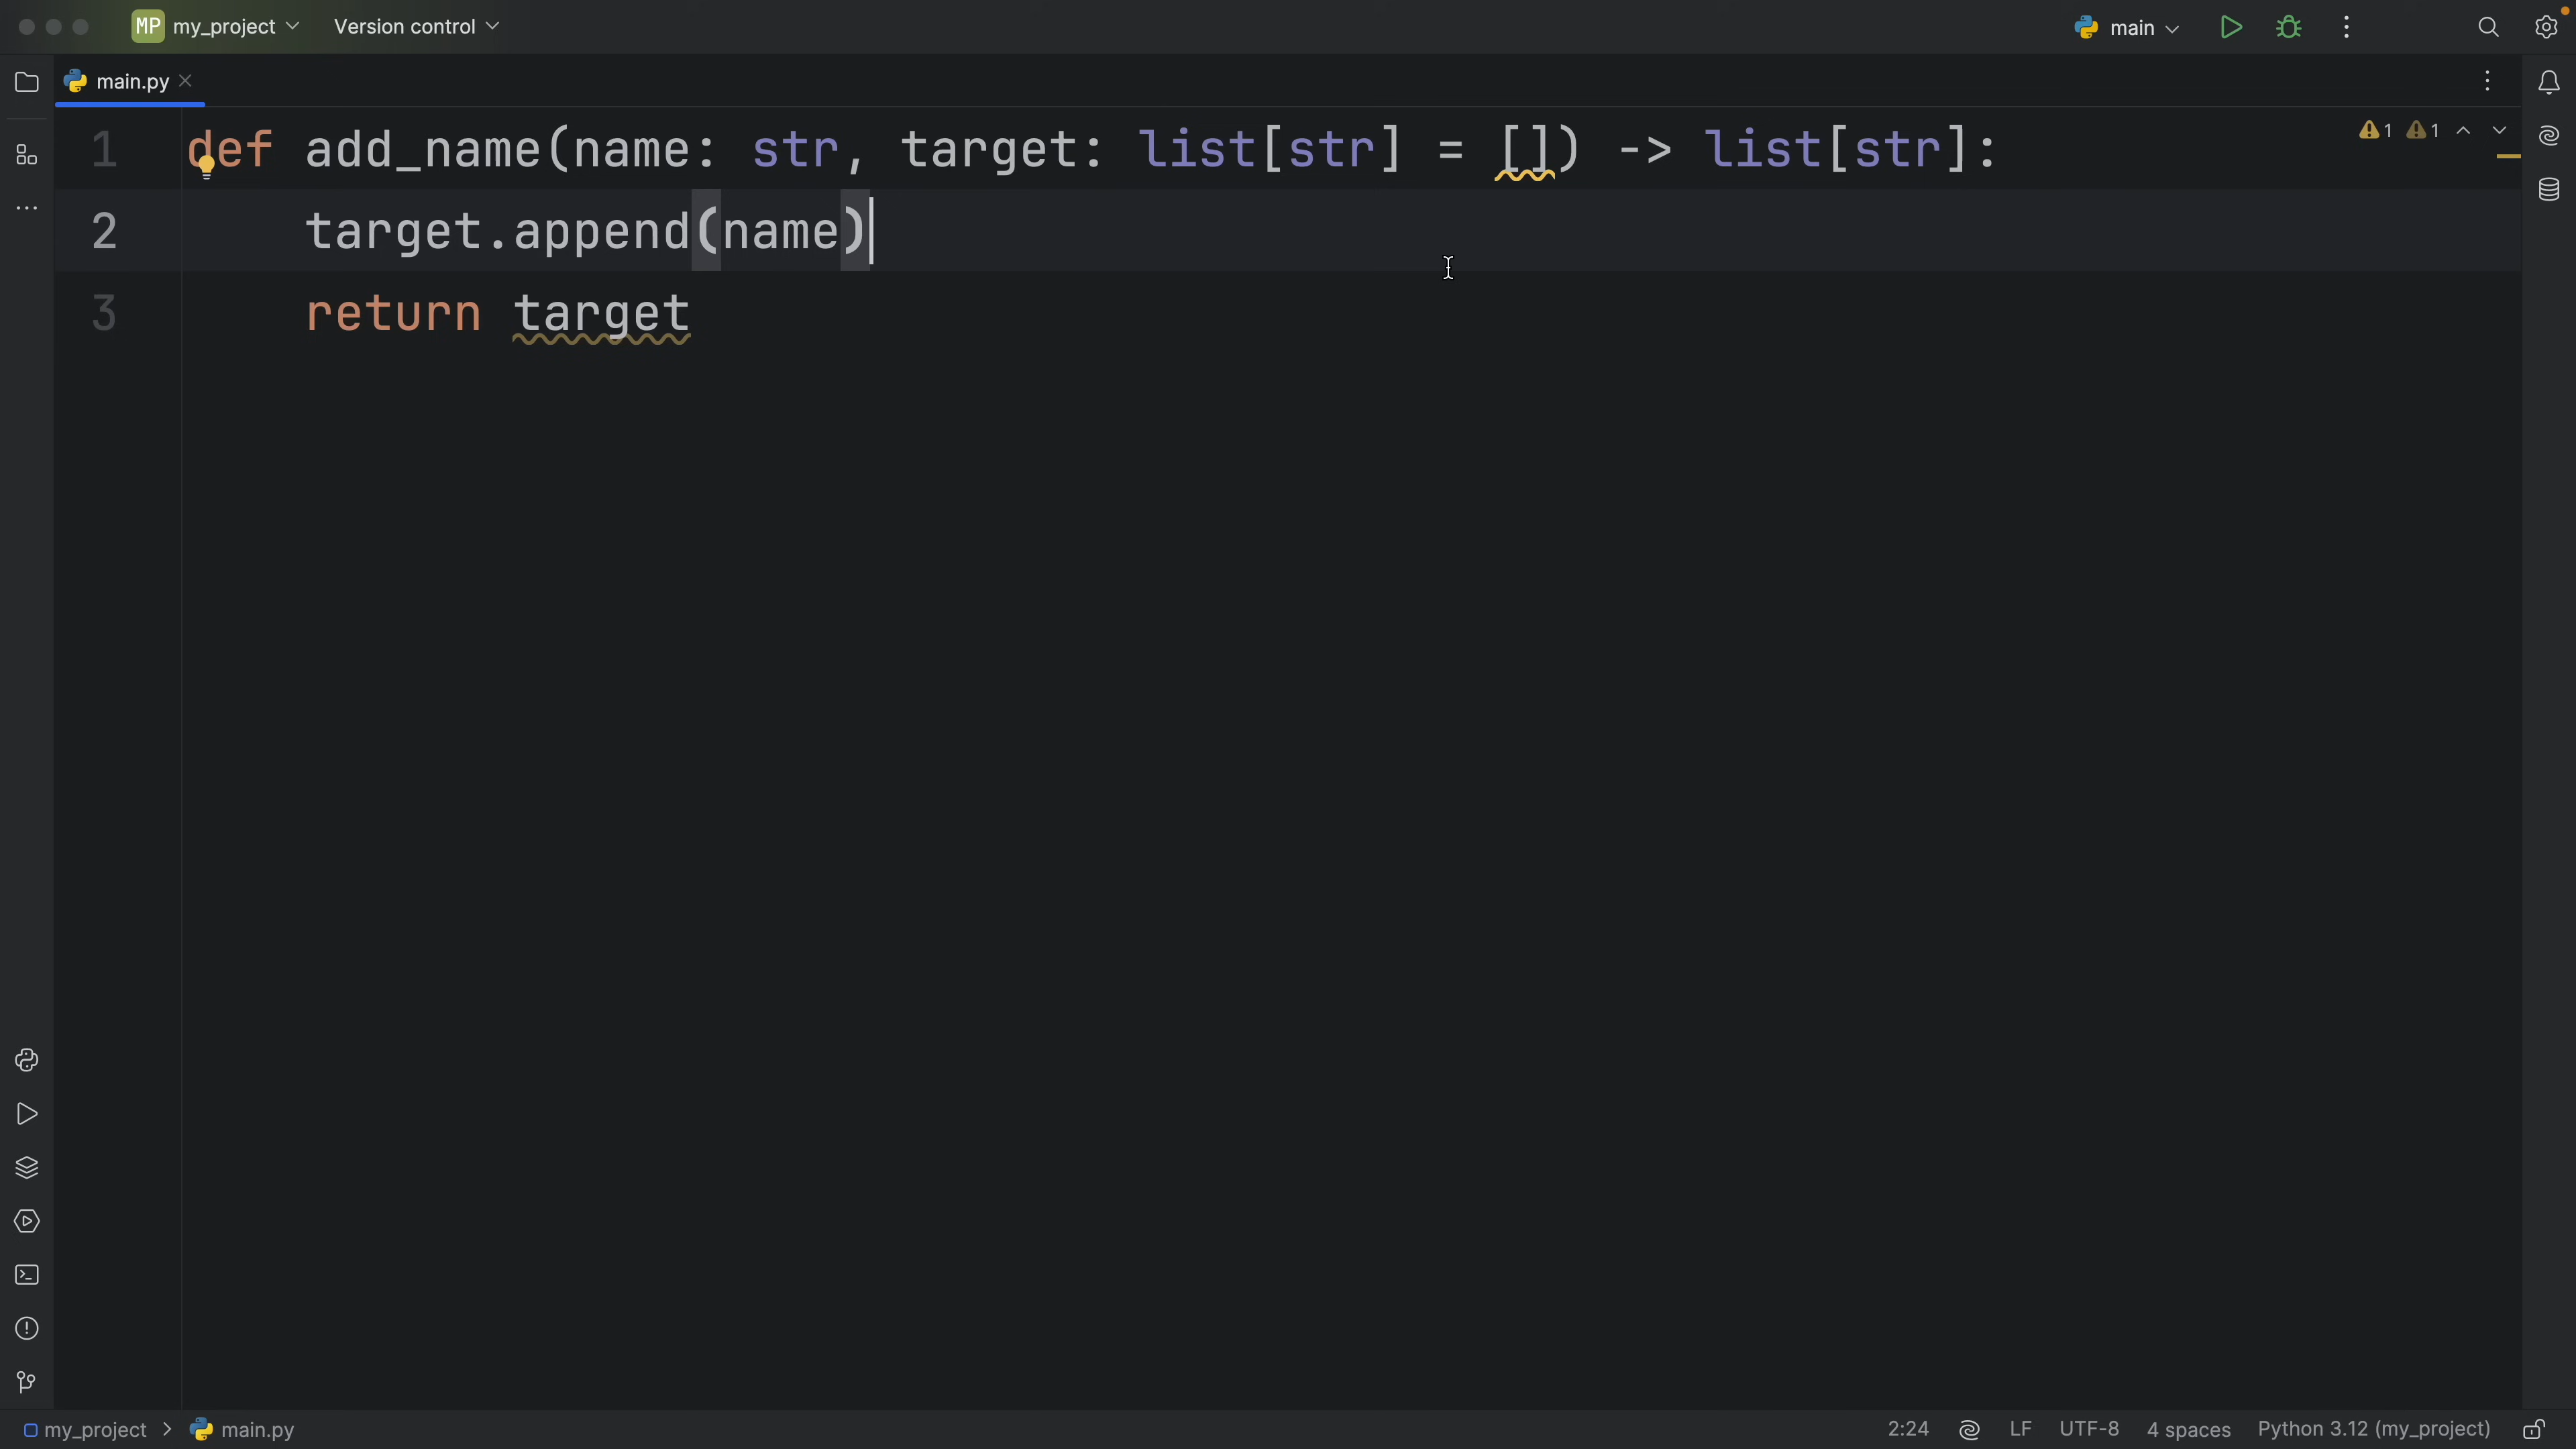 MP my_project Version control main
main.py
1 def add_name(name: str, target: list[str] = []) -> list[str]: 1 1
2     target.append(name)
3     return target
my_project > main.py 2:24 LF UTF-8 4 spaces Python 3.12 (my_project)